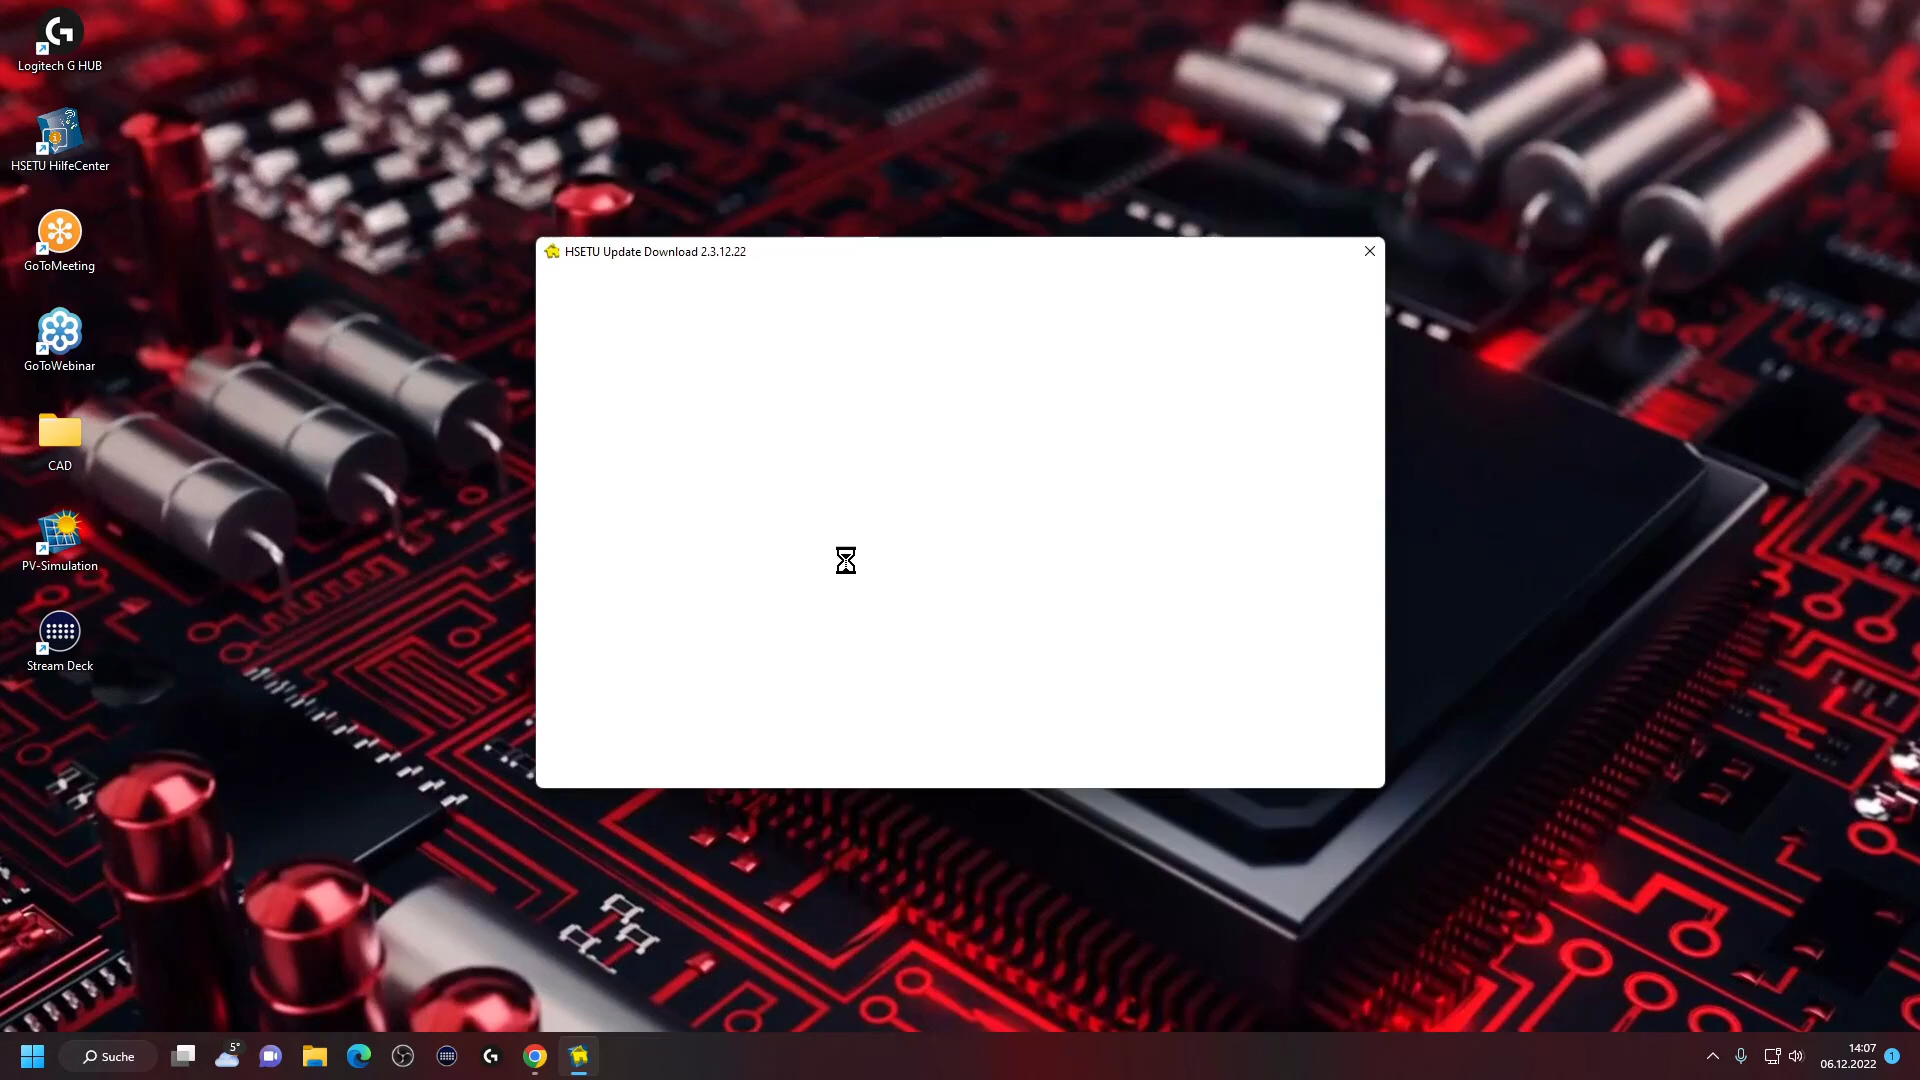 Logitech G HUB
HSETU HilfeCenter
GoToMeeting
GoToWebinar
CAD
PV-Simulation
Stream Deck
HSETU Update Download 2.3.12.22
Suche
5°
14:07
06.12.2022
1